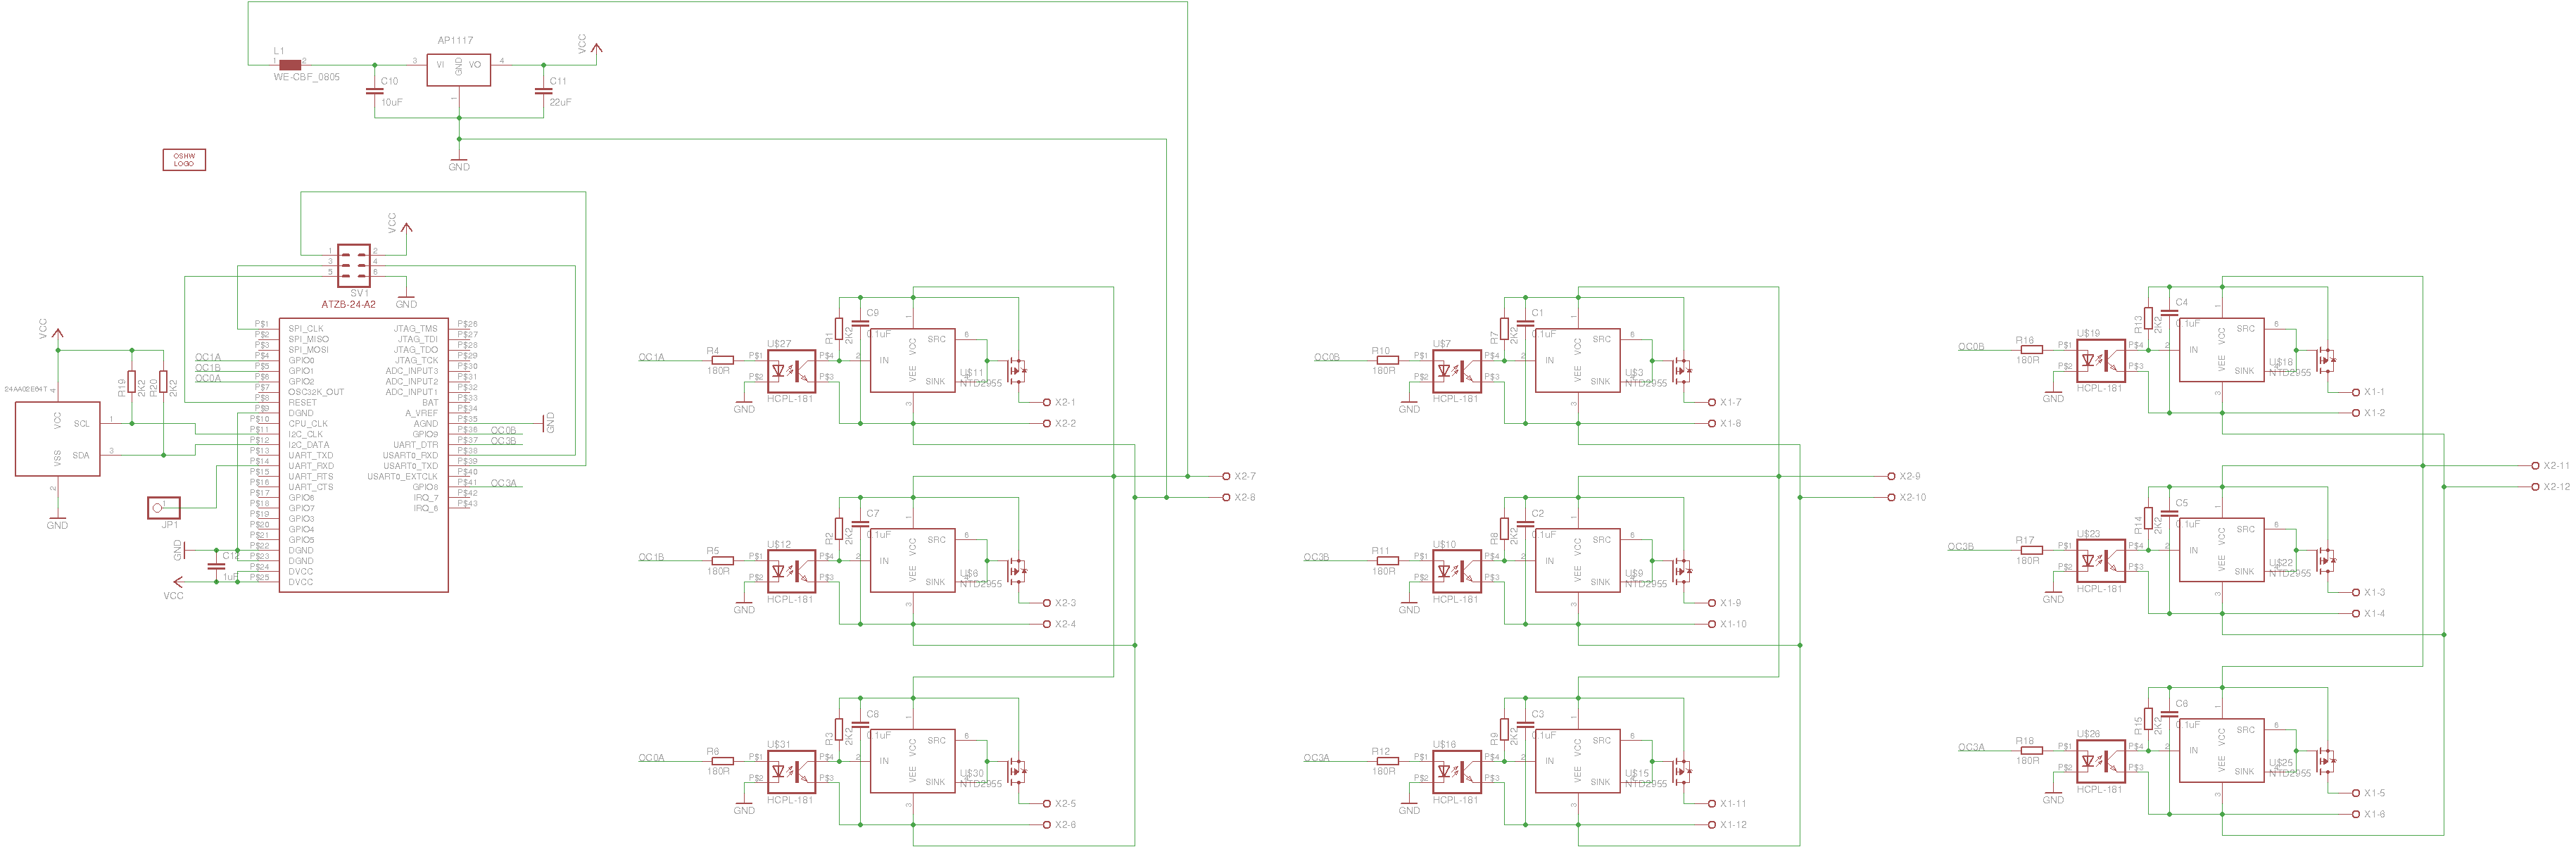 L1
1
2
WE-CBF_0805
C10
10uF
AP1117
3
VI
GND
VO
4
1
C11
22uF
VCC
GND
OSHW
LOGO
VCC
1
2
3
4
5
6
SV1
GND
ATZB-24-A2
P$1 SPI_CLK JTAG_TMS P$26
P$2 SPI_MISO JTAG_TDI P$27
P$3 SPI_MOSI JTAG_TDO P$28
OC1A P$4 GPIO0 JTAG_TCK P$29
OC1B P$5 GPIO1 ADC_INPUT3 P$30
OC0A P$6 GPIO2 ADC_INPUT2 P$31
P$7 OSC32K_OUT ADC_INPUT1 P$32
P$8 RESET BAT P$33
P$9 DGND A_VREF P$34
P$10 CPU_CLK AGND P$35 GND
P$11 I2C_CLK GPIO9 P$36 OC0B
P$12 I2C_DATA UART_DTR P$37 OC3B
P$13 UART_TXD USART0_RXD P$38
P$14 UART_RXD USART0_TXD P$39
P$15 UART_RTS USART0_EXTCLK P$40
P$16 UART_CTS GPIO8 P$41 OC3A
P$17 GPIO6 IRQ_7 P$42
P$18 GPIO7 IRQ_6 P$43
P$19 GPIO3
P$20 GPIO4
P$21 GPIO5
P$22 DGND
P$23 DGND
P$24 DVCC
P$25 DVCC
VCC
24AA02E64T
R19
2K2
R20
2K2
4
VCC
SCL
1
SDA
3
VSS
2
GND
1
JP1
GND
C12
1uF
VCC
OC1A
R4
180R
U$27
P$1 P$4
P$2 P$3
HCPL-181
GND
R1
2K2
C9
0.1uF
1
VCC
SRC
6
2
IN
VEE
SINK
3
U$11
NTD2955
X2-1
X2-2
OC1B
R5
180R
U$12
P$1 P$4
P$2 P$3
HCPL-181
GND
R2
2K2
C7
0.1uF
1
VCC
SRC
6
2
IN
VEE
SINK
3
U$6
NTD2955
X2-3
X2-4
OC0A
R6
180R
U$31
P$1 P$4
P$2 P$3
HCPL-181
GND
R3
2K2
C8
0.1uF
1
VCC
SRC
6
2
IN
VEE
SINK
3
U$30
NTD2955
X2-5
X2-6
X2-7
X2-8
OC0B
R10
180R
U$7
P$1 P$4
P$2 P$3
HCPL-181
GND
R7
2K2
C1
0.1uF
1
VCC
SRC
6
2
IN
VEE
SINK
3
U$3
NTD2955
X1-7
X1-8
OC3B
R11
180R
U$10
P$1 P$4
P$2 P$3
HCPL-181
GND
R8
2K2
C2
0.1uF
1
VCC
SRC
6
2
IN
VEE
SINK
3
U$9
NTD2955
X1-9
X1-10
OC3A
R12
180R
U$16
P$1 P$4
P$2 P$3
HCPL-181
GND
R9
2K2
C3
0.1uF
1
VCC
SRC
6
2
IN
VEE
SINK
3
U$15
NTD2955
X1-11
X1-12
X2-9
X2-10
OC0B
R16
180R
U$19
P$1 P$4
P$2 P$3
HCPL-181
GND
R13
2K2
C4
0.1uF
1
VCC
SRC
6
2
IN
VEE
SINK
3
U$18
NTD2955
X1-1
X1-2
OC3B
R17
180R
U$23
P$1 P$4
P$2 P$3
HCPL-181
GND
R14
2K2
C5
0.1uF
1
VCC
SRC
6
2
IN
VEE
SINK
3
U$22
NTD2955
X1-3
X1-4
OC3A
R18
180R
U$26
P$1 P$4
P$2 P$3
HCPL-181
GND
R15
2K2
C6
0.1uF
1
VCC
SRC
6
2
IN
VEE
SINK
3
U$25
NTD2955
X1-5
X1-6
X2-11
X2-12